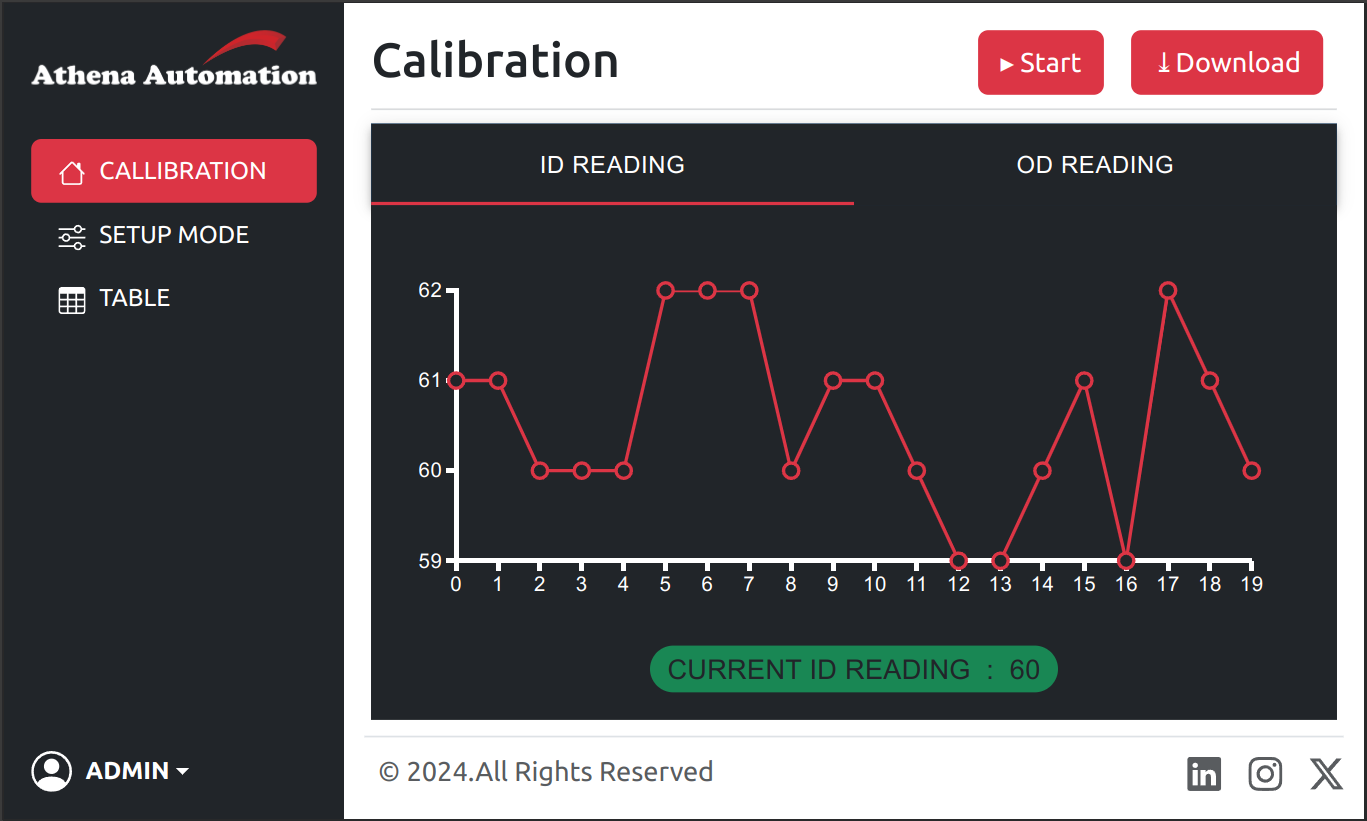 Athena Automation
CALLIBRATION
SETUP MODE
TABLE
ADMIN
Calibration
▸ Start
⤓ Download
ID READING
OD READING
62
61
60
59
0 1 2 3 4 5 6 7 8 9 10 11 12 13 14 15 16 17 18 19
CURRENT ID READING : 60
© 2024.All Rights Reserved